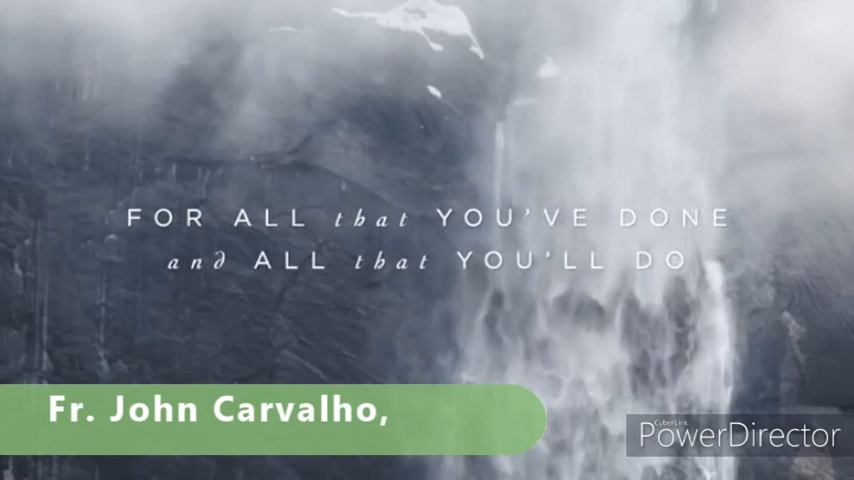 FOR ALL that YOU'VE DONE
and ALL that YOU'LL DO
Fr. John Carvalho,
CyberLink
PowerDirector